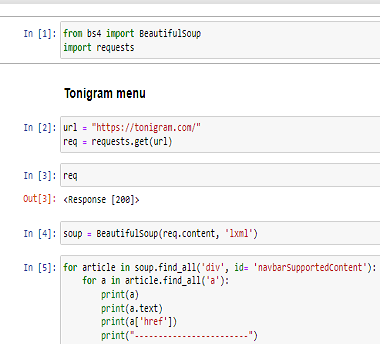 In [1]: from bs4 import BeautifulSoup
import requests
Tonigram menu
In [2]: url = "https://tonigram.com/"
req = requests.get(url)
In [3]: req
Out[3]: <Response [200]>
In [4]: soup = BeautifulSoup(req.content, 'lxml')
In [5]: for article in soup.find_all('div', id= 'navbarSupportedContent'):
    for a in article.find_all('a'):
        print(a)
        print(a.text)
        print(a['href'])
        print("------------------------")